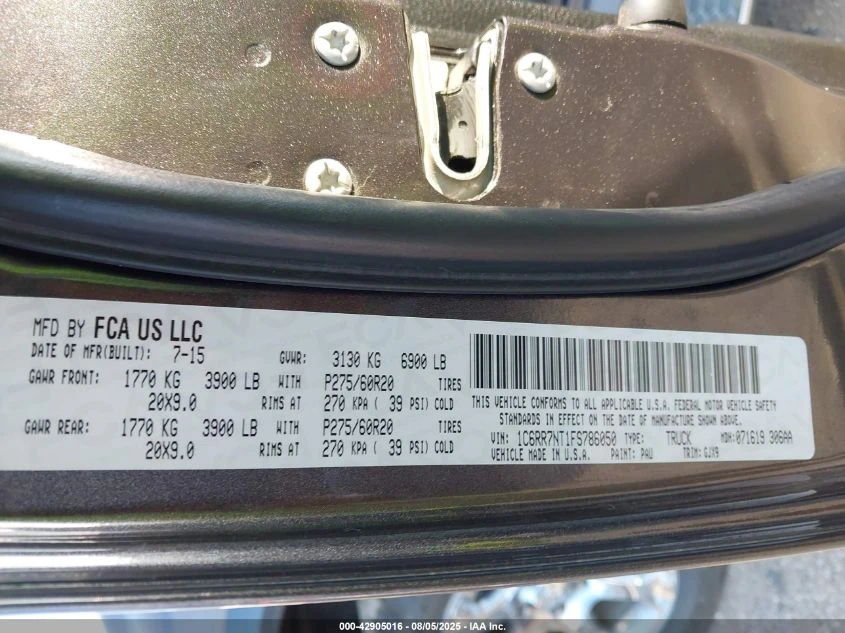 MFD BY FCA US LLC
DATE OF MFR(BUILT): 7-15 GVWR: 3130 KG 6900 LB
GAWR FRONT: 1770 KG 3900 LB WITH P275/60R20 TIRES
20X9.0 RIMS AT 270 KPA ( 39 PSI) COLD
GAWR REAR: 1770 KG 3900 LB WITH P275/60R20 TIRES
20X9.0 RIMS AT 270 KPA ( 39 PSI) COLD
THIS VEHICLE CONFORMS TO ALL APPLICABLE U.S.A. FEDERAL MOTOR VEHICLE SAFETY
STANDARDS IN EFFECT ON THE DATE OF MANUFACTURE SHOWN ABOVE
VIN: 1C6RR7NT1FS786050 TYPE: TRUCK MDH: 071619 306AA
VEHICLE MADE IN U.S.A. PAINT: PAU TRIM: GJX9
000-42905016 - 08/05/2025 - IAA Inc.